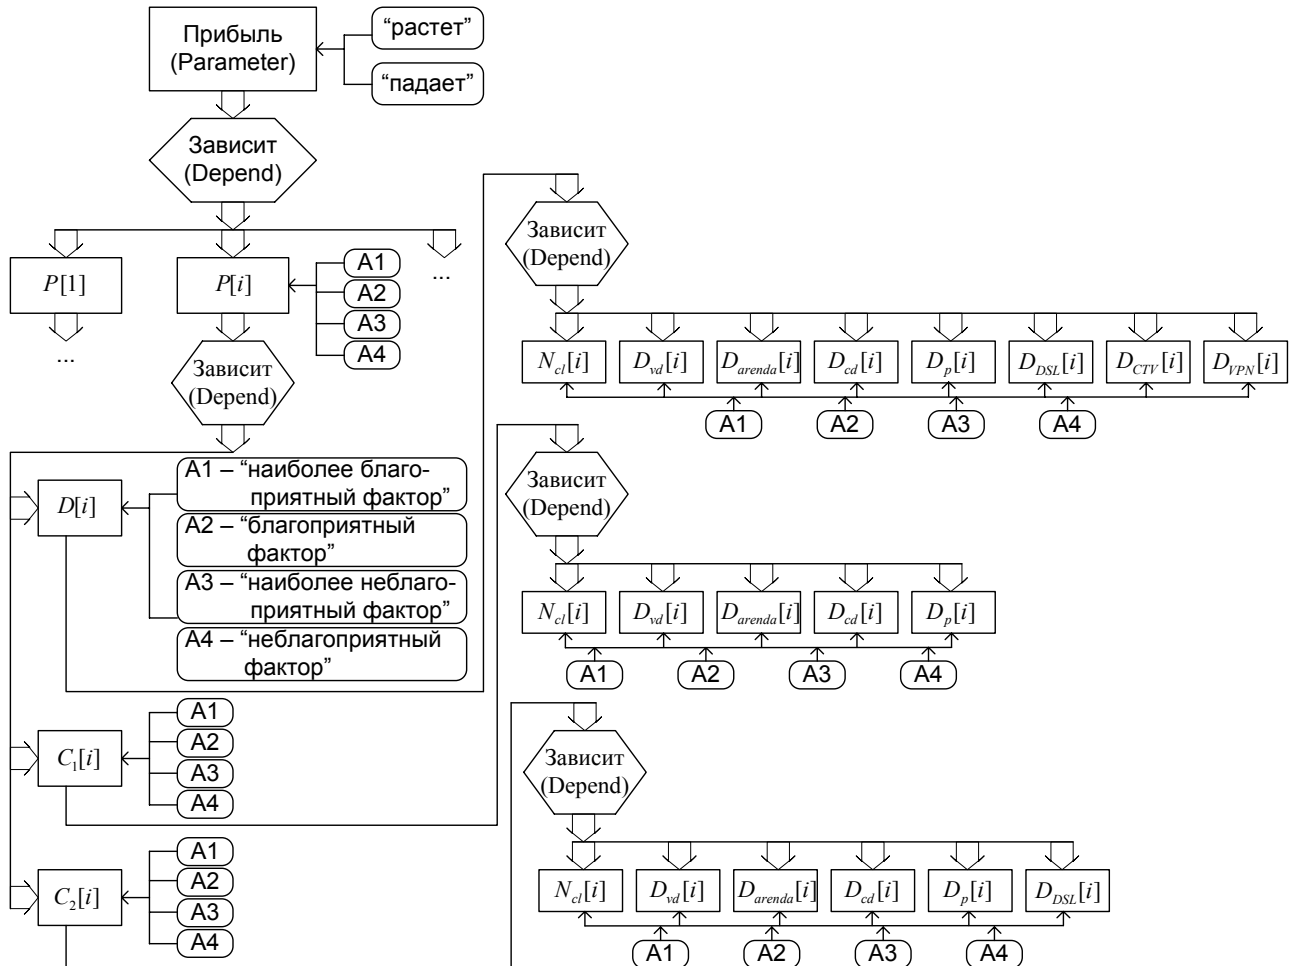 Прибыль
(Parameter)
“растет”
“падает”
Зависит
(Depend)
P[1]
...
P[i]
A1
A2
A3
A4
...
Зависит
(Depend)
D[i]
A1 – “наиболее благо-
приятный фактор”
A2 – “благоприятный
фактор”
A3 – “наиболее неблаго-
приятный фактор”
A4 – “неблагоприятный
фактор”
C₁[i]
A1
A2
A3
A4
C₂[i]
A1
A2
A3
A4
Зависит
(Depend)
N_cl[i] D_vd[i] D_arenda[i] D_cd[i] D_p[i] D_DSL[i] D_CTV[i] D_VPN[i]
A1 A2 A3 A4
Зависит
(Depend)
N_cl[i] D_vd[i] D_arenda[i] D_cd[i] D_p[i]
A1 A2 A3 A4
Зависит
(Depend)
N_cl[i] D_vd[i] D_arenda[i] D_cd[i] D_p[i] D_DSL[i]
A1 A2 A3 A4